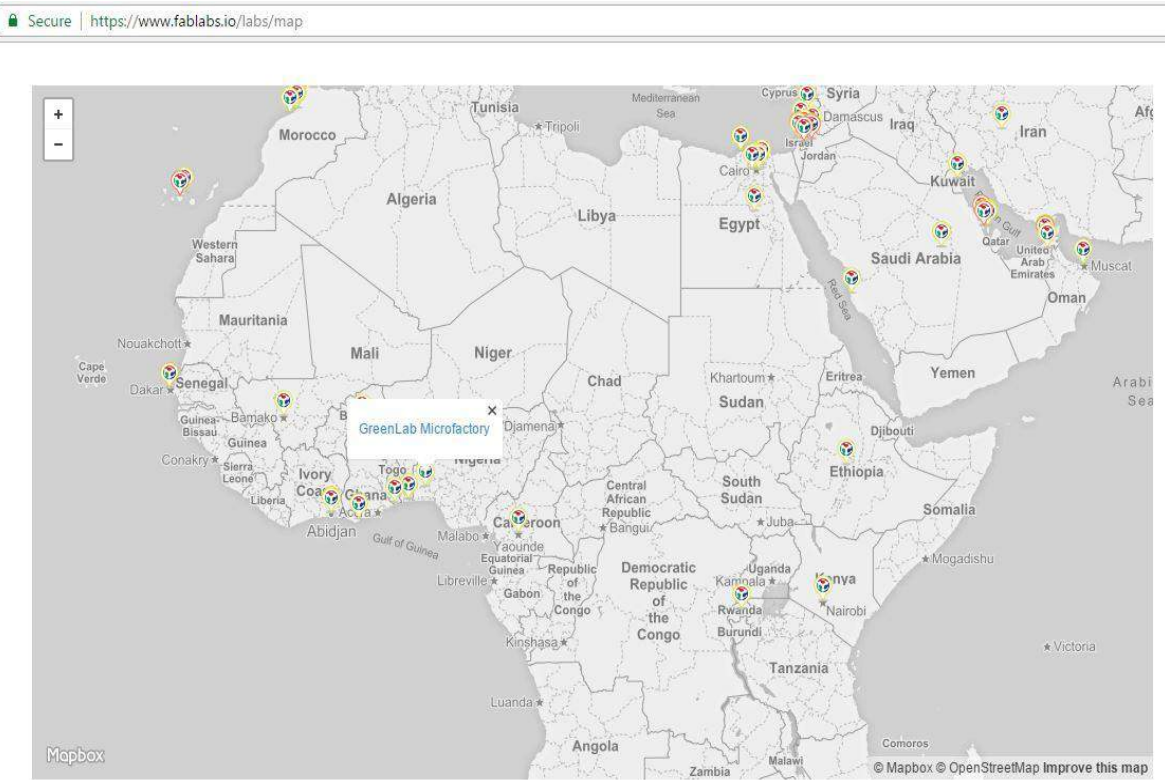 Secure | https://www.fablabs.io/labs/map
+
−
Tunisia
Mediterranean
Sea
Cyprus
Syria
Tripoli
Morocco
Damascus
Iraq
Iran
Israel
Jordan
Cairo
Kuwait
Algeria
Libya
Egypt
Gulf
Qatar
United
Arab
Emirates
Western
Sahara
Saudi Arabia
Muscat
Red Sea
Oman
Mauritania
Nouakchott
Mali
Niger
Cape
Verde
Senegal
Dakar
Chad
Khartoum
Sudan
Eritrea
Yemen
Arabi
Sea
×
GreenLab Microfactory
Bamako
Guinea-
Bissau
Guinea
Djamena
Djibouti
Conakry
Sierra
Leone
Liberia
Ivory
Togo
Nigeria
Ghana
Accra
Abidjan
Gulf of Guinea
Central
African
Republic
Bangui
South
Sudan
Ethiopia
Somalia
Juba
Cameroon
Malabo
Yaounde
Equatorial
Guinea
Libreville
Gabon
Republic
of
the
Congo
Democratic
Republic
of
the
Congo
Uganda
Kampala
Kenya
Mogadishu
Rwanda
Nairobi
Burundi
Kinshasa
Victoria
Tanzania
Luanda
Angola
Zambia
Malawi
Comoros
Mapbox
© Mapbox © OpenStreetMap Improve this map